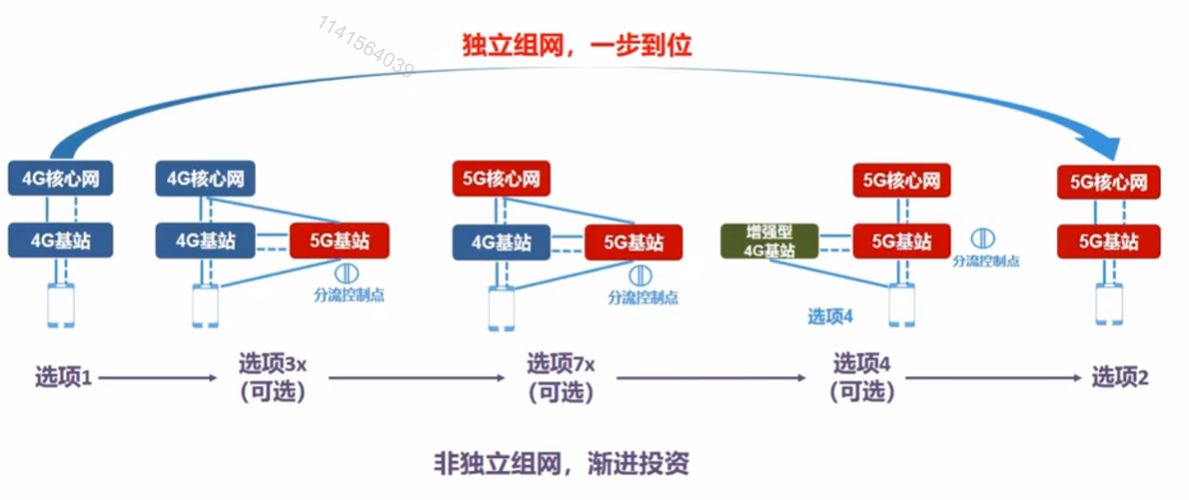 1141564039
独立组网，一步到位
4G核心网
4G基站
4G核心网
4G基站
5G基站
分流控制点
5G核心网
4G基站
5G基站
分流控制点
5G核心网
增强型
4G基站
5G基站
分流控制点
选项4
5G核心网
5G基站
选项1
选项3x
(可选)
选项7x
(可选)
选项4
(可选)
选项2
非独立组网，渐进投资